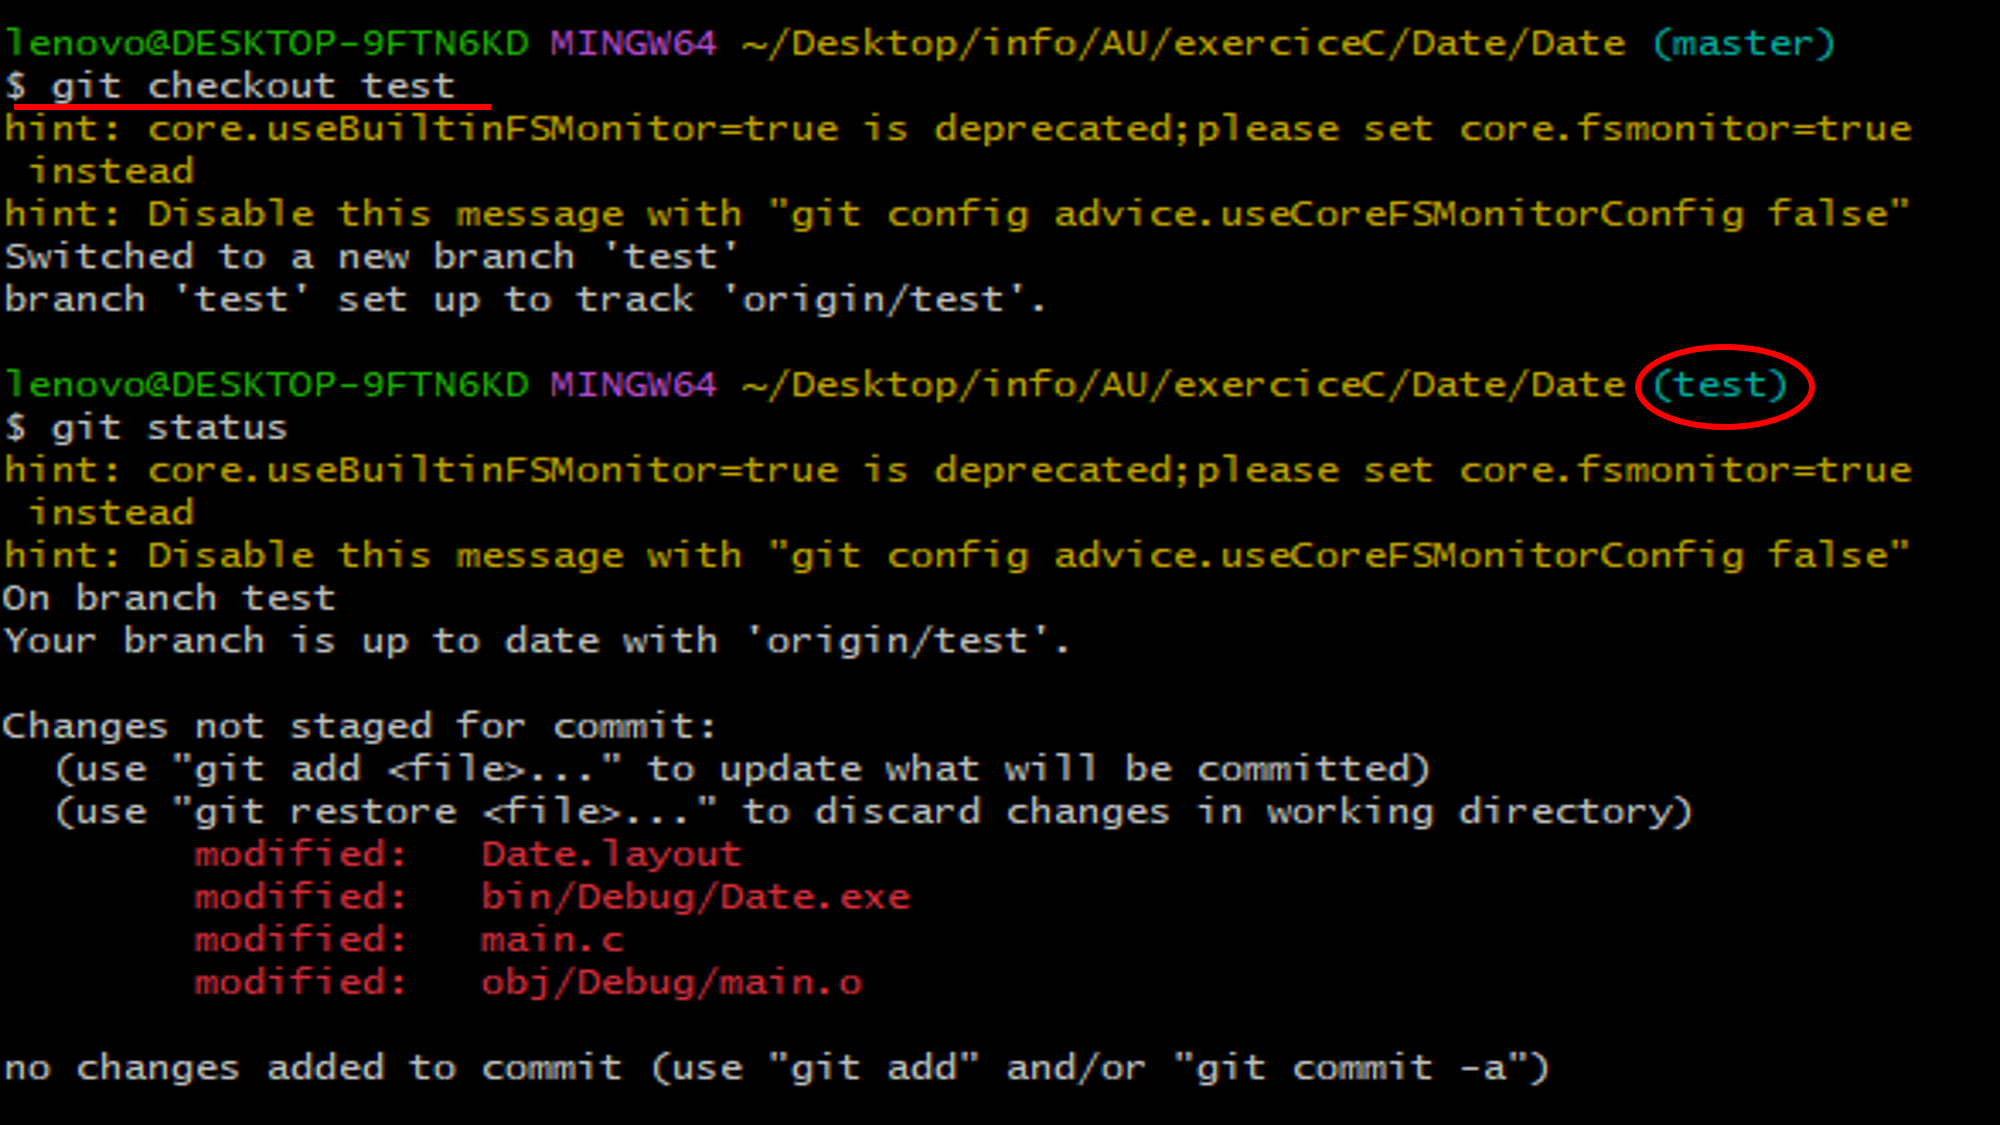 lenovo@DESKTOP-9FTN6KD MINGW64 ~/Desktop/info/AU/exerciceC/Date/Date (master)
$ git checkout test
hint: core.useBuiltinFSMonitor=true is deprecated;please set core.fsmonitor=true
 instead
hint: Disable this message with "git config advice.useCoreFSMonitorConfig false"
Switched to a new branch 'test'
branch 'test' set up to track 'origin/test'.
lenovo@DESKTOP-9FTN6KD MINGW64 ~/Desktop/info/AU/exerciceC/Date/Date (test)
$ git status
hint: core.useBuiltinFSMonitor=true is deprecated;please set core.fsmonitor=true
 instead
hint: Disable this message with "git config advice.useCoreFSMonitorConfig false"
On branch test
Your branch is up to date with 'origin/test'.
Changes not staged for commit:
  (use "git add <file>..." to update what will be committed)
  (use "git restore <file>..." to discard changes in working directory)
        modified:   Date.layout
        modified:   bin/Debug/Date.exe
        modified:   main.c
        modified:   obj/Debug/main.o
no changes added to commit (use "git add" and/or "git commit -a")